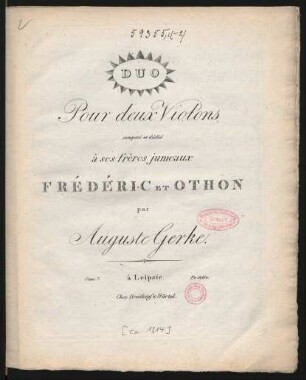 DUO
Pour deux Violons
composé et dédié
à ses frères jumeaux
FRÉDÉRIC ET OTHON
par
Auguste Gerke.
à Leipzic
Chez Breitkopf & Härtel.
[ca 1814]